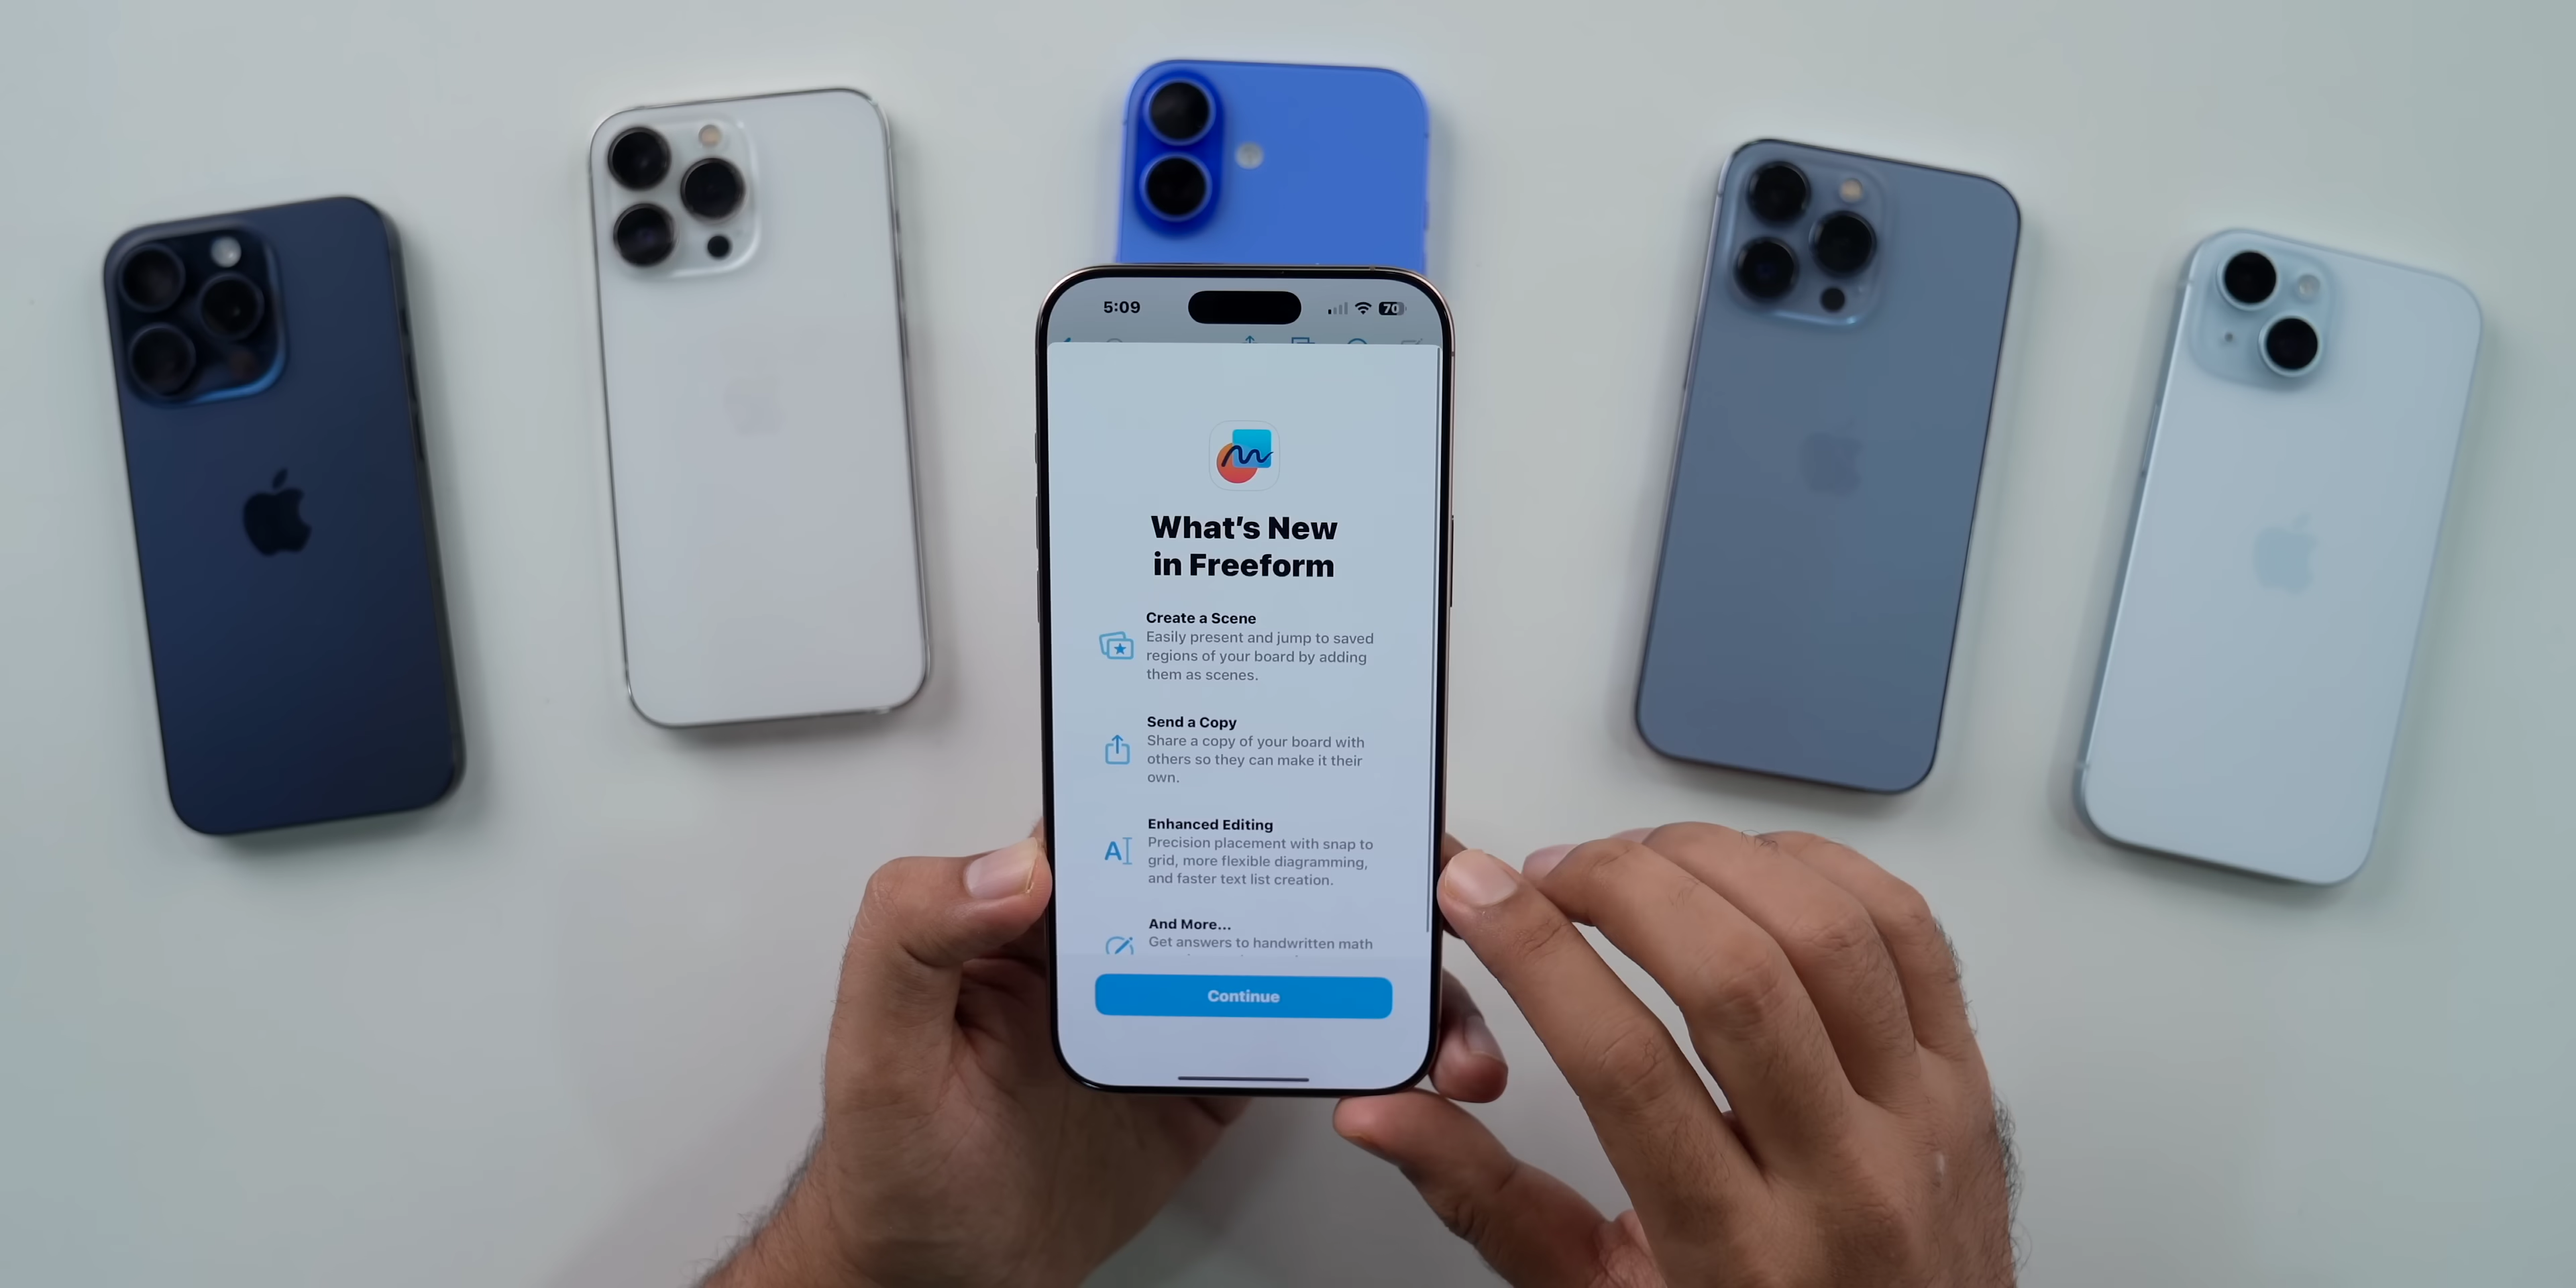 5:09
70
What's New
in Freeform
Create a Scene
Easily present and jump to saved
regions of your board by adding
them as scenes.
Send a Copy
Share a copy of your board with
others so they can make it their
own.
Enhanced Editing
Precision placement with snap to
grid, more flexible diagramming,
and faster text list creation.
And More...
Get answers to handwritten math
Continue